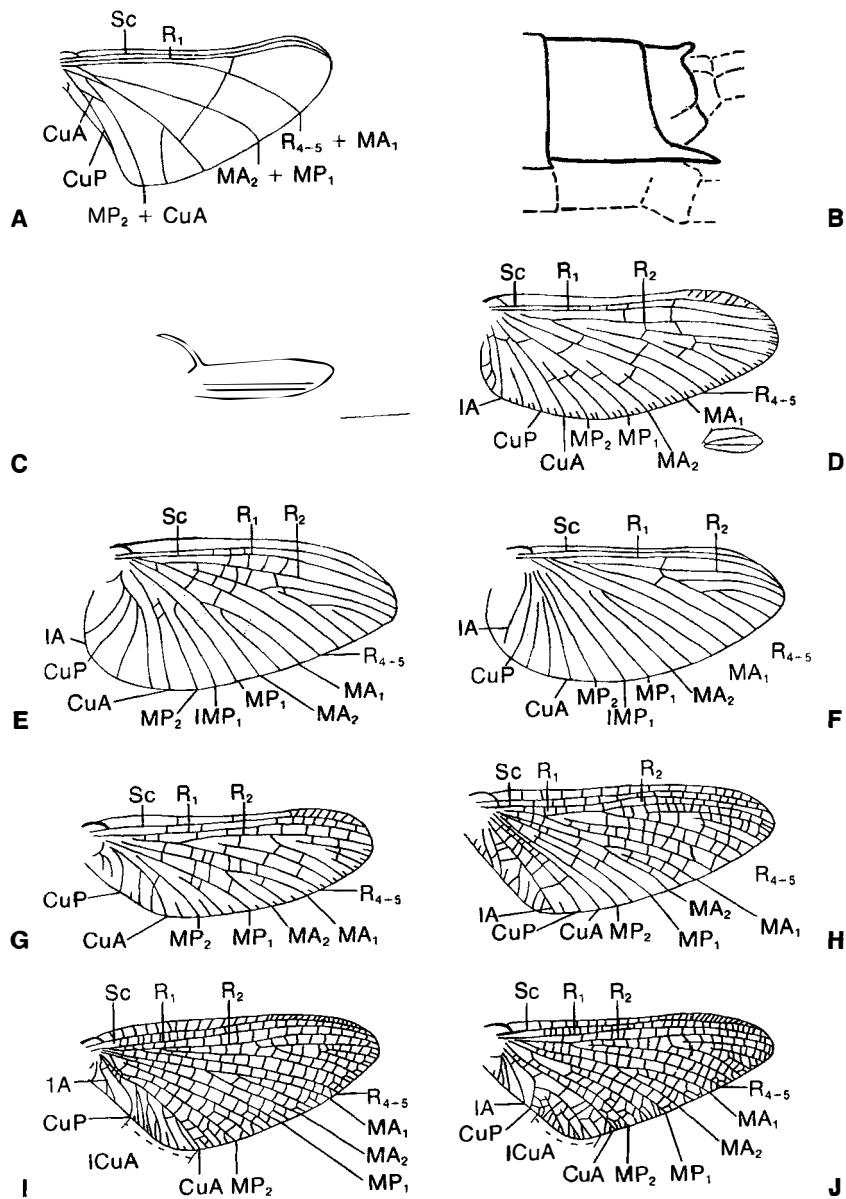 Sc R₁
CuA
CuP
R₄₋₅ + MA₁
MA₂ + MP₁
MP₂ + CuA
A
B
C
Sc R₁ R₂
IA
CuP
CuA
MP₂
MP₁
MA₂
MA₁
R₄₋₅
D
Sc R₁ R₂
IA
CuP
CuA
MP₂
IMP₁
MP₁
MA₂
MA₁
R₄₋₅
E
Sc R₁ R₂
IA
CuP
CuA
MP₂
IMP₁
MP₁
MA₂
MA₁
R₄₋₅
F
Sc R₁ R₂
CuP
CuA
MP₂
MP₁
MA₂
MA₁
R₄₋₅
G
Sc R₁ R₂
IA
CuP
CuA
MP₂
MP₁
MA₂
MA₁
R₄₋₅
H
Sc R₁ R₂
1A
CuP
ICuA
CuA
MP₂
MP₁
MA₂
MA₁
R₄₋₅
I
Sc R₁ R₂
IA
CuP
ICuA
CuA
MP₂
MP₁
MA₂
MA₁
R₄₋₅
J